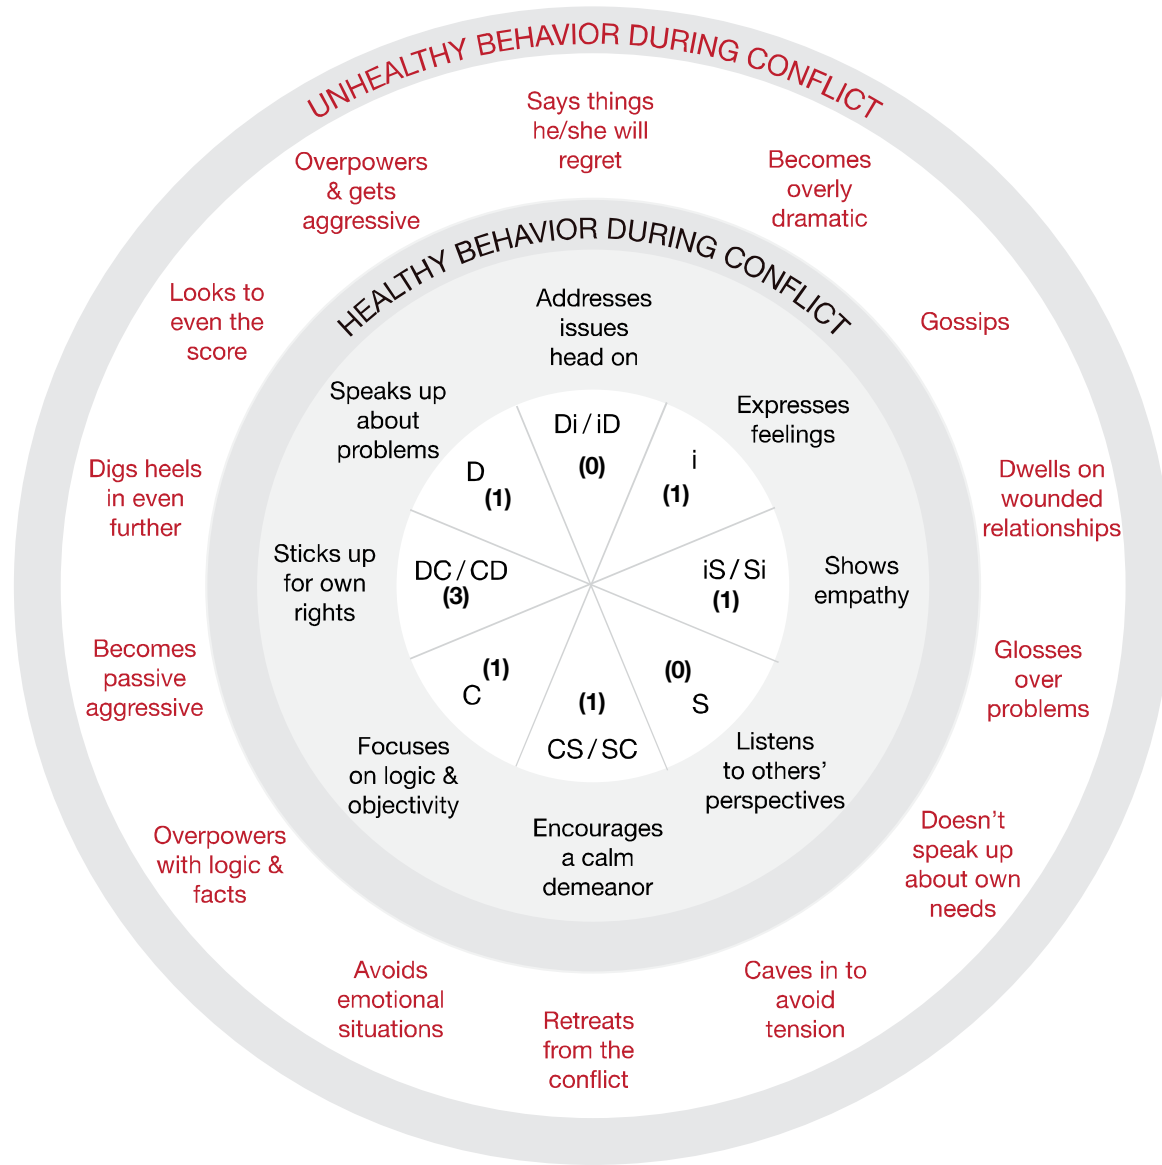 UNHEALTHY BEHAVIOR DURING CONFLICT
Says things
he/she will
regret
Overpowers
& gets
aggressive
Becomes
overly
dramatic
Looks to
even the
score
Gossips
Digs heels
in even
further
Dwells on
wounded
relationships
Becomes
passive
aggressive
Glosses
over
problems
Overpowers
with logic &
facts
Doesn’t
speak up
about own
needs
Avoids
emotional
situations
Caves in to
avoid
tension
Retreats
from the
conflict
HEALTHY BEHAVIOR DURING CONFLICT
Addresses
issues
head on
Speaks up
about
problems
Expresses
feelings
Sticks up
for own
rights
Shows
empathy
Focuses
on logic &
objectivity
Listens
to others’
perspectives
Encourages
a calm
demeanor
Di / iD
(0)
D
(1)
i
(1)
DC / CD
(3)
iS / Si
(1)
(1)
C
(0)
S
(1)
CS / SC